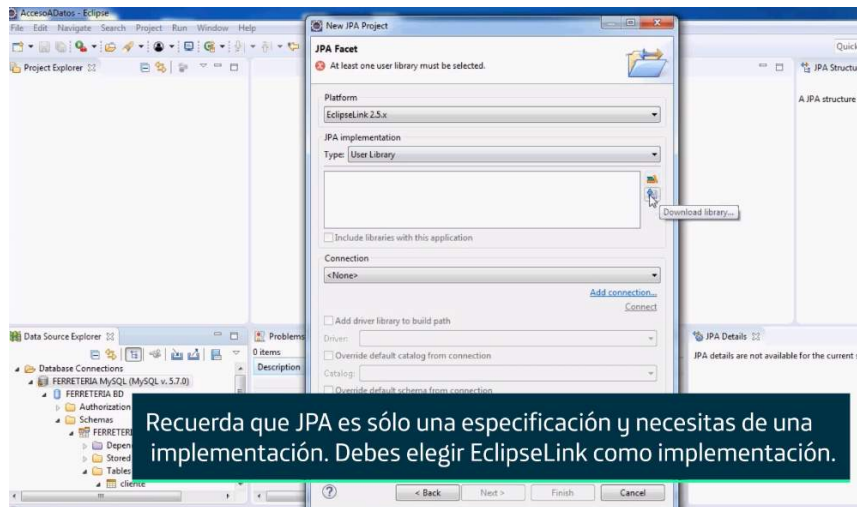 AccesoADatos - Eclipse
File Edit Navigate Search Project Run Window Help
Quick
Project Explorer
New JPA Project
JPA Facet
At least one user library must be selected.
Platform
EclipseLink 2.5.x
JPA implementation
Type: User Library
Download library...
Include libraries with this application
Connection
<None>
Add connection...
Connect
Add driver library to build path
Driver:
Override default catalog from connection
Catalog:
Override default schema from connection
JPA Structu
A JPA structure
Data Source Explorer
Database Connections
FERRETERIA MySQL (MySQL v. 5.7.0)
FERRETERIA BD
Authorization
Schemas
FERRETERI
Depen
Stored
Tables
cliente
Problems
0 items
Description
JPA Details
JPA details are not available for the current s
Recuerda que JPA es sólo una especificación y necesitas de una
implementación. Debes elegir EclipseLink como implementación.
< Back Next > Finish Cancel